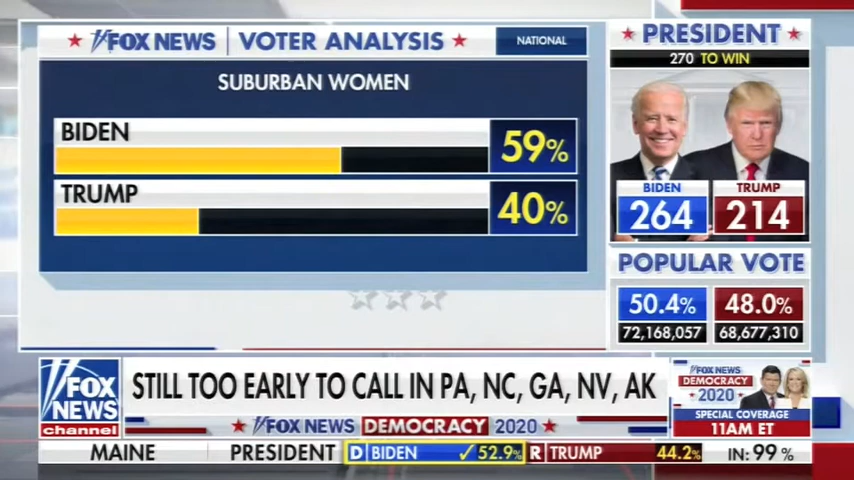 FOX NEWS VOTER ANALYSIS
NATIONAL
SUBURBAN WOMEN
BIDEN
59%
TRUMP
40%
PRESIDENT
270 TO WIN
BIDEN TRUMP
264 214
POPULAR VOTE
50.4% 48.0%
72,168,057 68,677,310
FOX
NEWS
channel
STILL TOO EARLY TO CALL IN PA, NC, GA, NV, AK
FOX NEWS DEMOCRACY 2020
FOX NEWS
DEMOCRACY
2020
SPECIAL COVERAGE
11AM ET
MAINE PRESIDENT D BIDEN ✓52.9% R TRUMP 44.2% IN: 99%